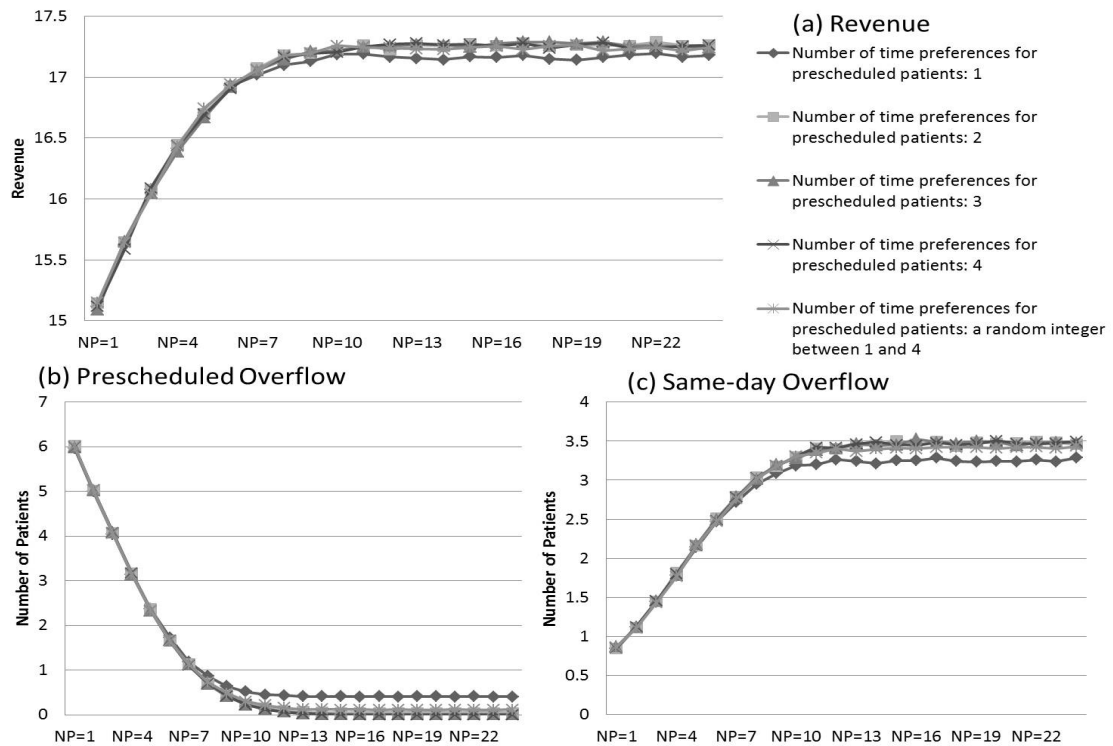 (a) Revenue
17.5
17
16.5
16
15.5
15
Revenue
NP=1 NP=4 NP=7 NP=10 NP=13 NP=16 NP=19 NP=22
Number of time preferences for
prescheduled patients: 1
Number of time preferences for
prescheduled patients: 2
Number of time preferences for
prescheduled patients: 3
Number of time preferences for
prescheduled patients: 4
Number of time preferences for
prescheduled patients: a random integer
between 1 and 4
(b) Prescheduled Overflow
7
6
5
4
3
2
1
0
Number of Patients
NP=1 NP=4 NP=7 NP=10 NP=13 NP=16 NP=19 NP=22
(c) Same-day Overflow
4
3.5
3
2.5
2
1.5
1
0.5
0
Number of Patients
NP=1 NP=4 NP=7 NP=10 NP=13 NP=16 NP=19 NP=22